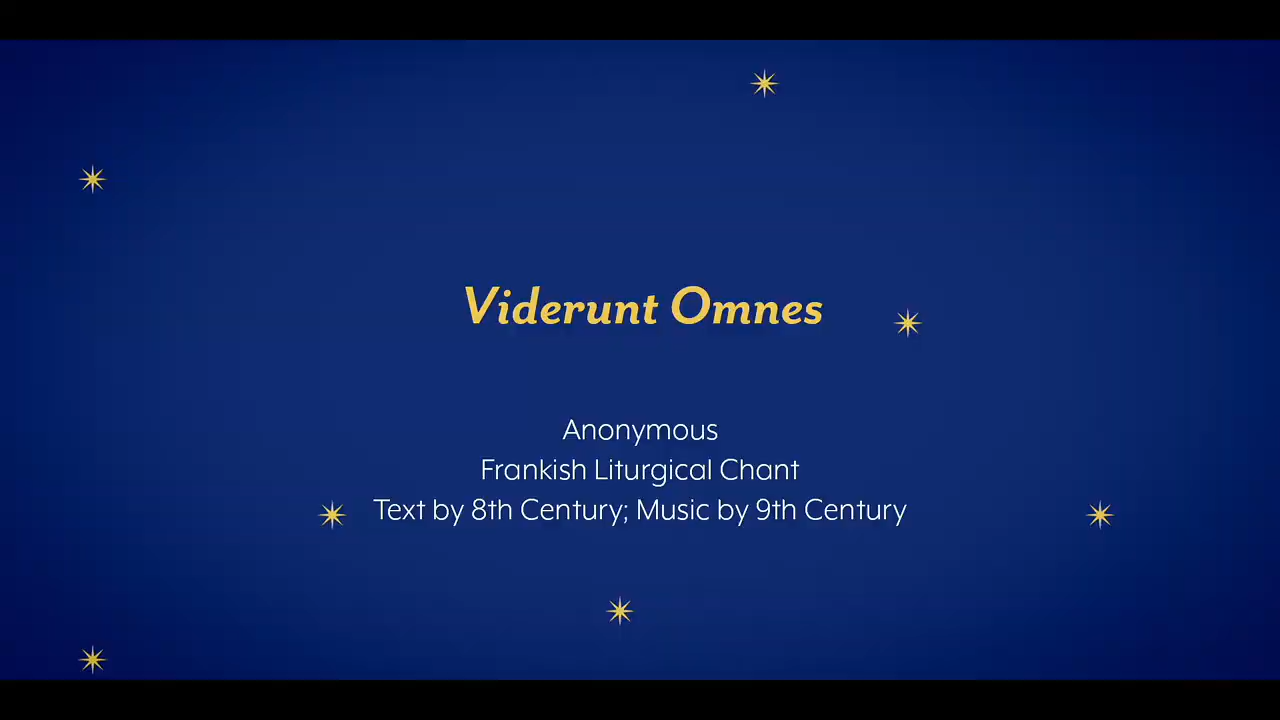 Viderunt Omnes
Anonymous
Frankish Liturgical Chant
Text by 8th Century; Music by 9th Century